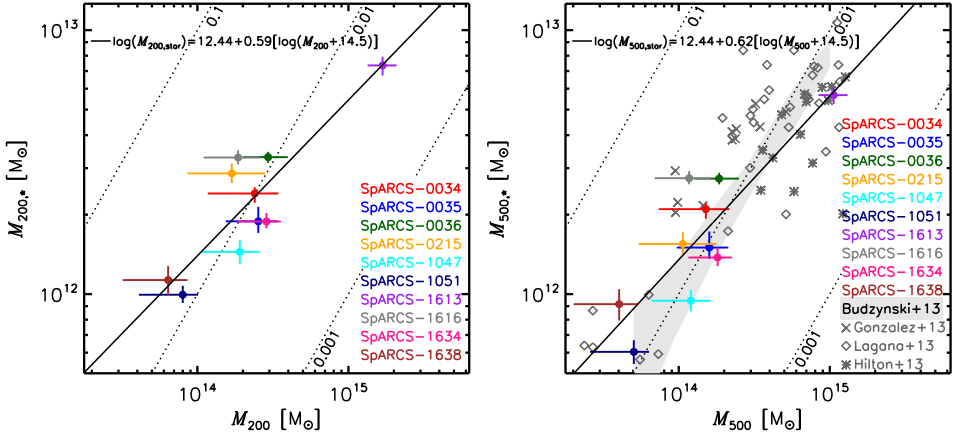 log(M200,star)=12.44+0.59[log(M200+14.5)]
0.1
0.01
0.001
SpARCS-0034
SpARCS-0035
SpARCS-0036
SpARCS-0215
SpARCS-1047
SpARCS-1051
SpARCS-1613
SpARCS-1616
SpARCS-1634
SpARCS-1638
10^13
10^12
M200,* [M⊙]
10^14
10^15
M200 [M⊙]
log(M500,star)=12.44+0.62[log(M500+14.5)]
0.1
0.01
0.001
SpARCS-0034
SpARCS-0035
SpARCS-0036
SpARCS-0215
SpARCS-1047
SpARCS-1051
SpARCS-1613
SpARCS-1616
SpARCS-1634
SpARCS-1638
Budzynski+13
Gonzalez+13
Lagana+13
Hilton+13
10^13
10^12
M500,* [M⊙]
10^14
10^15
M500 [M⊙]